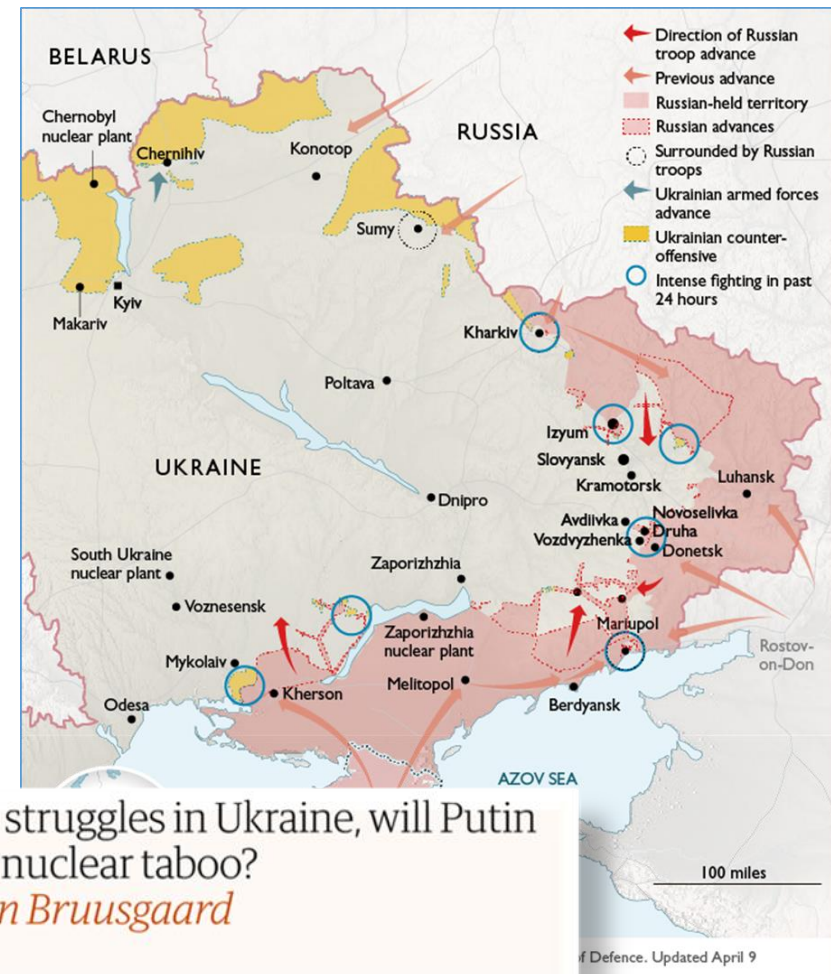 BELARUS
Direction of Russian
troop advance
Previous advance
Russian-held territory
Russian advances
Surrounded by Russian
troops
Ukrainian armed forces
advance
Ukrainian counter-
offensive
Intense fighting in past
24 hours
Chernobyl
nuclear plant
Chernihiv
Konotop
RUSSIA
Sumy
Kyiv
Makariv
Kharkiv
Poltava
Izyum
UKRAINE
Slovyansk
Kramotorsk
Luhansk
Dnipro
Avdiivka
Novoselivka
Druha
Vozdvyzhenka
Donetsk
South Ukraine
nuclear plant
Zaporizhzhia
Voznesensk
Mariupol
Zaporizhzhia
nuclear plant
Rostov-
on-Don
Mykolaiv
Kherson
Melitopol
Berdyansk
Odesa
AZOV SEA
struggles in Ukraine, will Putin
nuclear taboo?
n Bruusgaard
100 miles
of Defence. Updated April 9